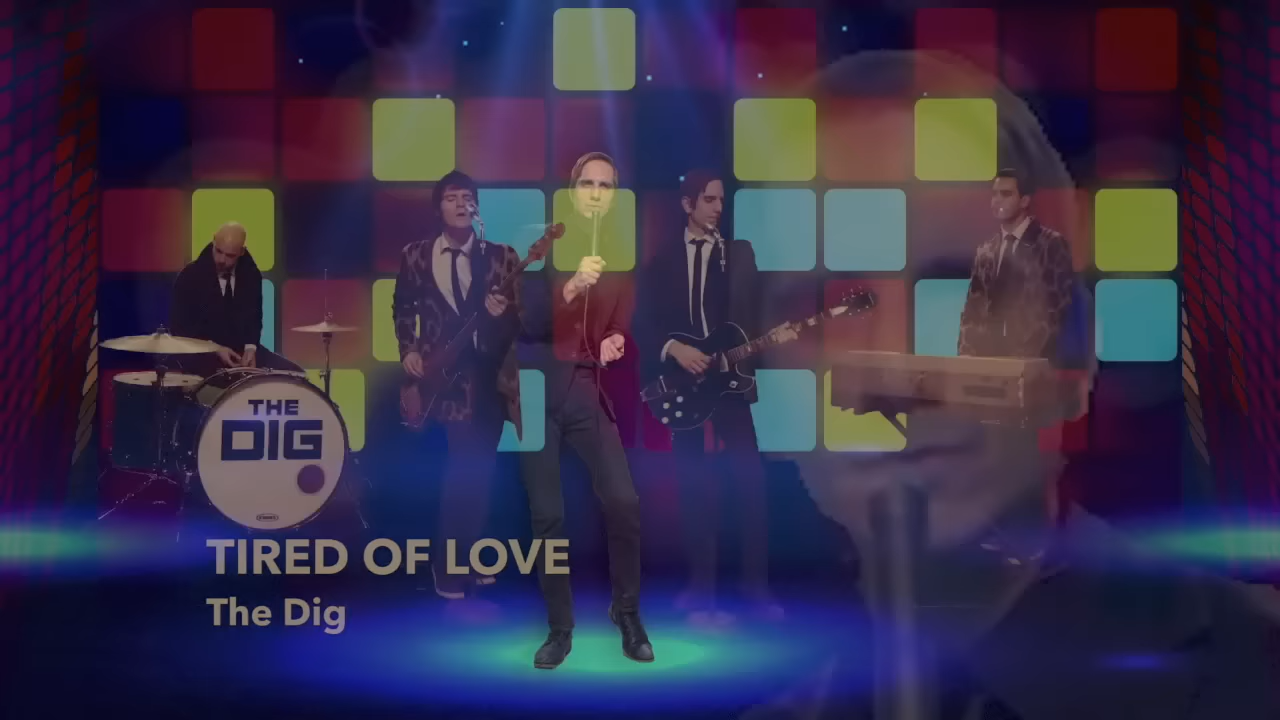 THE
DIG
TIRED OF LOVE
The Dig